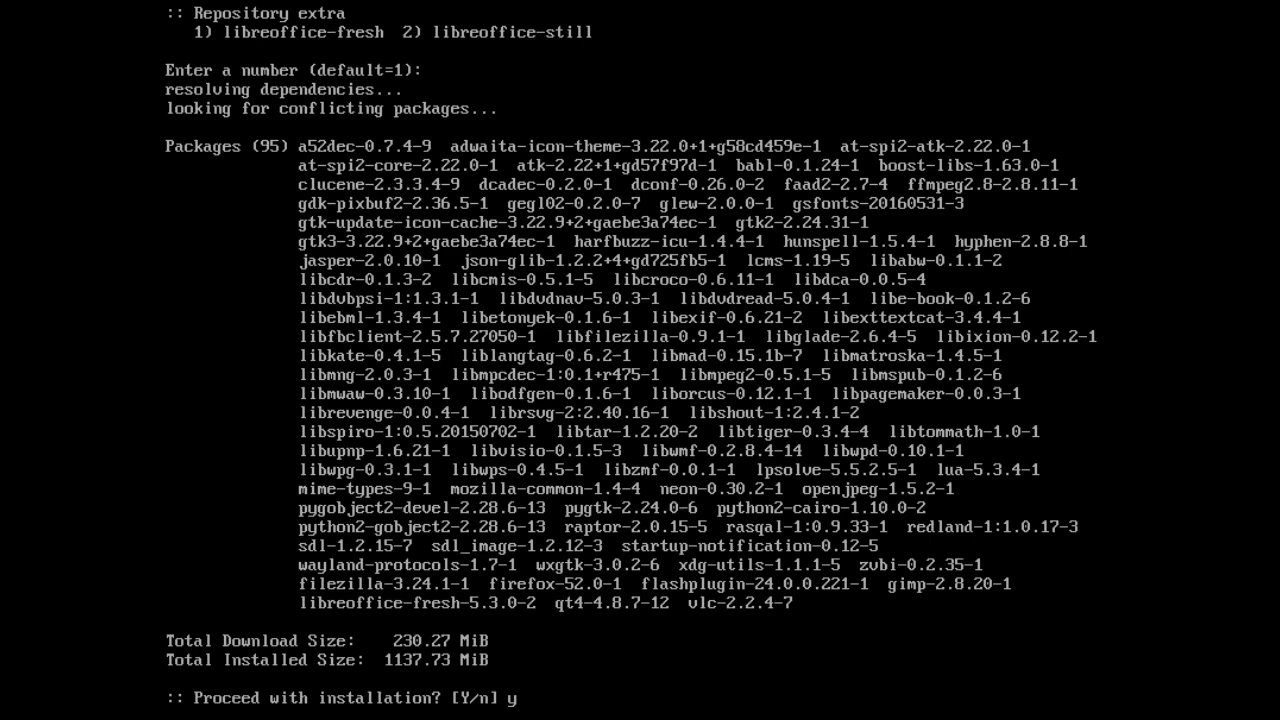 :: Repository extra
1) libreoffice-fresh 2) libreoffice-still
Enter a number (default=1):
resolving dependencies...
looking for conflicting packages...
Packages (95) a52dec-0.7.4-9 adwaita-icon-theme-3.22.0+1+g58cd459e-1 at-spi2-atk-2.22.0-1
at-spi2-core-2.22.0-1 atk-2.22+1+gd57f97d-1 babl-0.1.24-1 boost-libs-1.63.0-1
clucene-2.3.3.4-9 dcadec-0.2.0-1 dconf-0.26.0-2 faad2-2.7-4 ffmpeg2.8-2.8.11-1
gdk-pixbuf2-2.36.5-1 gegl02-0.2.0-7 glew-2.0.0-1 gsfonts-20160531-3
gtk-update-icon-cache-3.22.9+2+gaebe3a74ec-1 gtk2-2.24.31-1
gtk3-3.22.9+2+gaebe3a74ec-1 harfbuzz-icu-1.4.4-1 hunspell-1.5.4-1 hyphen-2.8.8-1
jasper-2.0.10-1 json-glib-1.2.2+4+gd725fb5-1 lcms-1.19-5 libabw-0.1.1-2
libcdr-0.1.3-2 libcmis-0.5.1-5 libcroco-0.6.11-1 libdca-0.0.5-4
libdvbpsi-1:1.3.1-1 libdvdnav-5.0.3-1 libdvdread-5.0.4-1 libe-book-0.1.2-6
libebml-1.3.4-1 libetonyek-0.1.6-1 libexif-0.6.21-2 libexttextcat-3.4.4-1
libfbclient-2.5.7.27050-1 libfilezilla-0.9.1-1 libglade-2.6.4-5 libixion-0.12.2-1
libkate-0.4.1-5 liblangtag-0.6.2-1 libmad-0.15.1b-7 libmatroska-1.4.5-1
libmng-2.0.3-1 libmpcdec-1:0.1+r475-1 libmpeg2-0.5.1-5 libmspub-0.1.2-6
libmwaw-0.3.10-1 libodfgen-0.1.6-1 liborcus-0.12.1-1 libpagemaker-0.0.3-1
librevenge-0.0.4-1 librsvg-2:2.40.16-1 libshout-1:2.4.1-2
libspiro-1:0.5.20150702-1 libtar-1.2.20-2 libtiger-0.3.4-4 libtommath-1.0-1
libupnp-1.6.21-1 libvisio-0.1.5-3 libwmf-0.2.8.4-14 libwpd-0.10.1-1
libwpg-0.3.1-1 libwps-0.4.5-1 libzmf-0.0.1-1 lpsolve-5.5.2.5-1 lua-5.3.4-1
mime-types-9-1 mozilla-common-1.4-4 neon-0.30.2-1 openjpeg-1.5.2-1
pygobject2-devel-2.28.6-13 pygtk-2.24.0-6 python2-cairo-1.10.0-2
python2-gobject2-2.28.6-13 raptor-2.0.15-5 rasqal-1:0.9.33-1 redland-1:1.0.17-3
sdl-1.2.15-7 sdl_image-1.2.12-3 startup-notification-0.12-5
wayland-protocols-1.7-1 wxgtk-3.0.2-6 xdg-utils-1.1.1-5 zvbi-0.2.35-1
filezilla-3.24.1-1 firefox-52.0-1 flashplugin-24.0.0.221-1 gimp-2.8.20-1
libreoffice-fresh-5.3.0-2 qt4-4.8.7-12 vlc-2.2.4-7
Total Download Size: 230.27 MiB
Total Installed Size: 1137.73 MiB
:: Proceed with installation? [Y/n] y